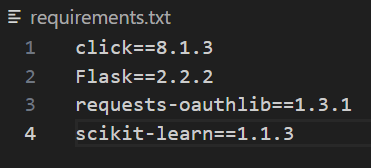 requirements.txt
1 click==8.1.3
2 Flask==2.2.2
3 requests-oauthlib==1.3.1
4 scikit-learn==1.1.3